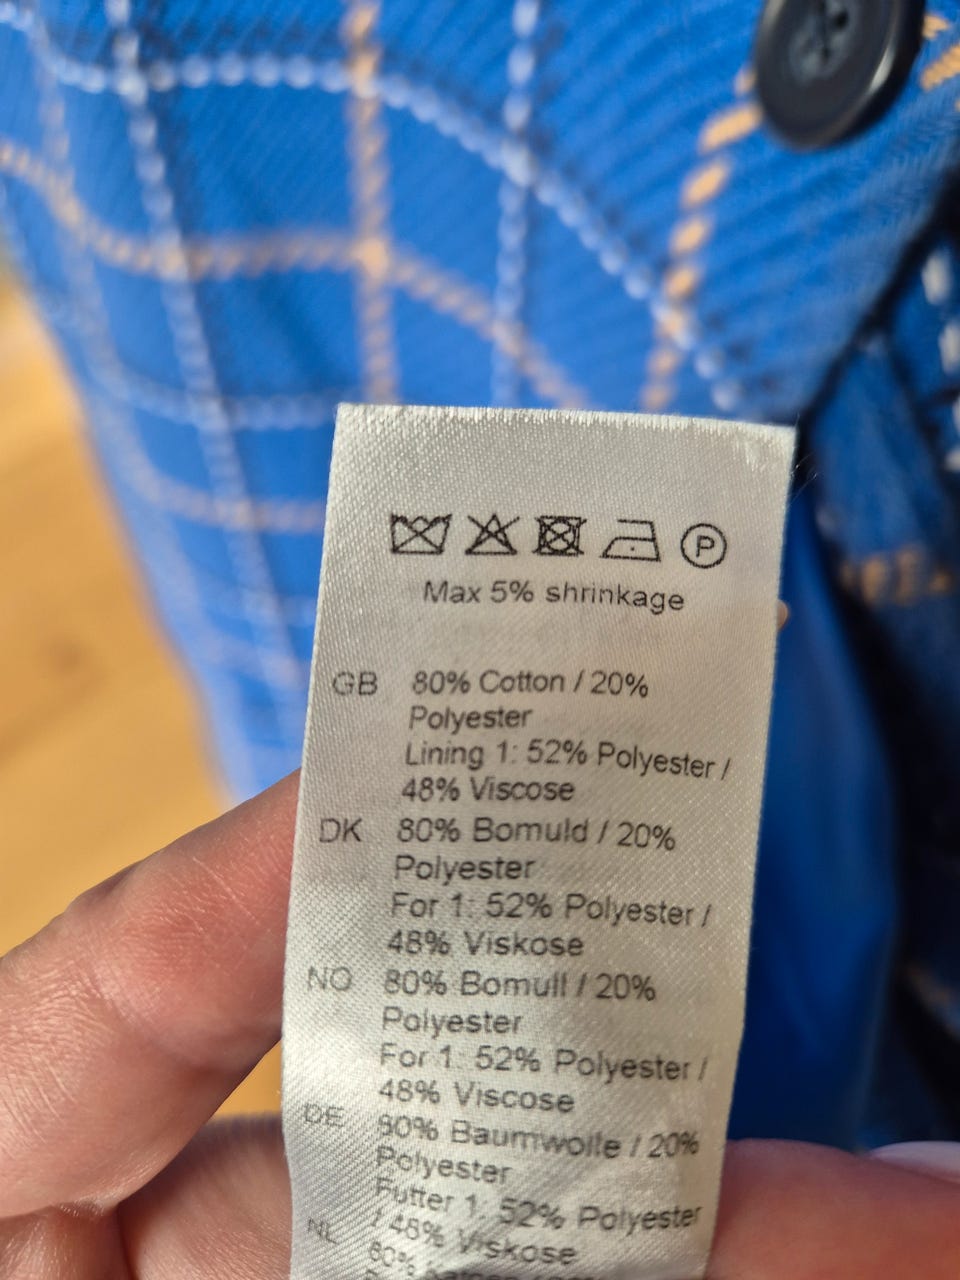 P
Max 5% shrinkage
GB 80% Cotton / 20%
Polyester
Lining 1: 52% Polyester /
48% Viscose
DK 80% Bomuld / 20%
Polyester
For 1: 52% Polyester /
48% Viskose
NO 80% Bomull / 20%
Polyester
For 1: 52% Polyester /
48% Viscose
DE 80% Baumwolle / 20%
Polyester
Futter 1: 52% Polyester
/ 48% Viskose
NL 80%